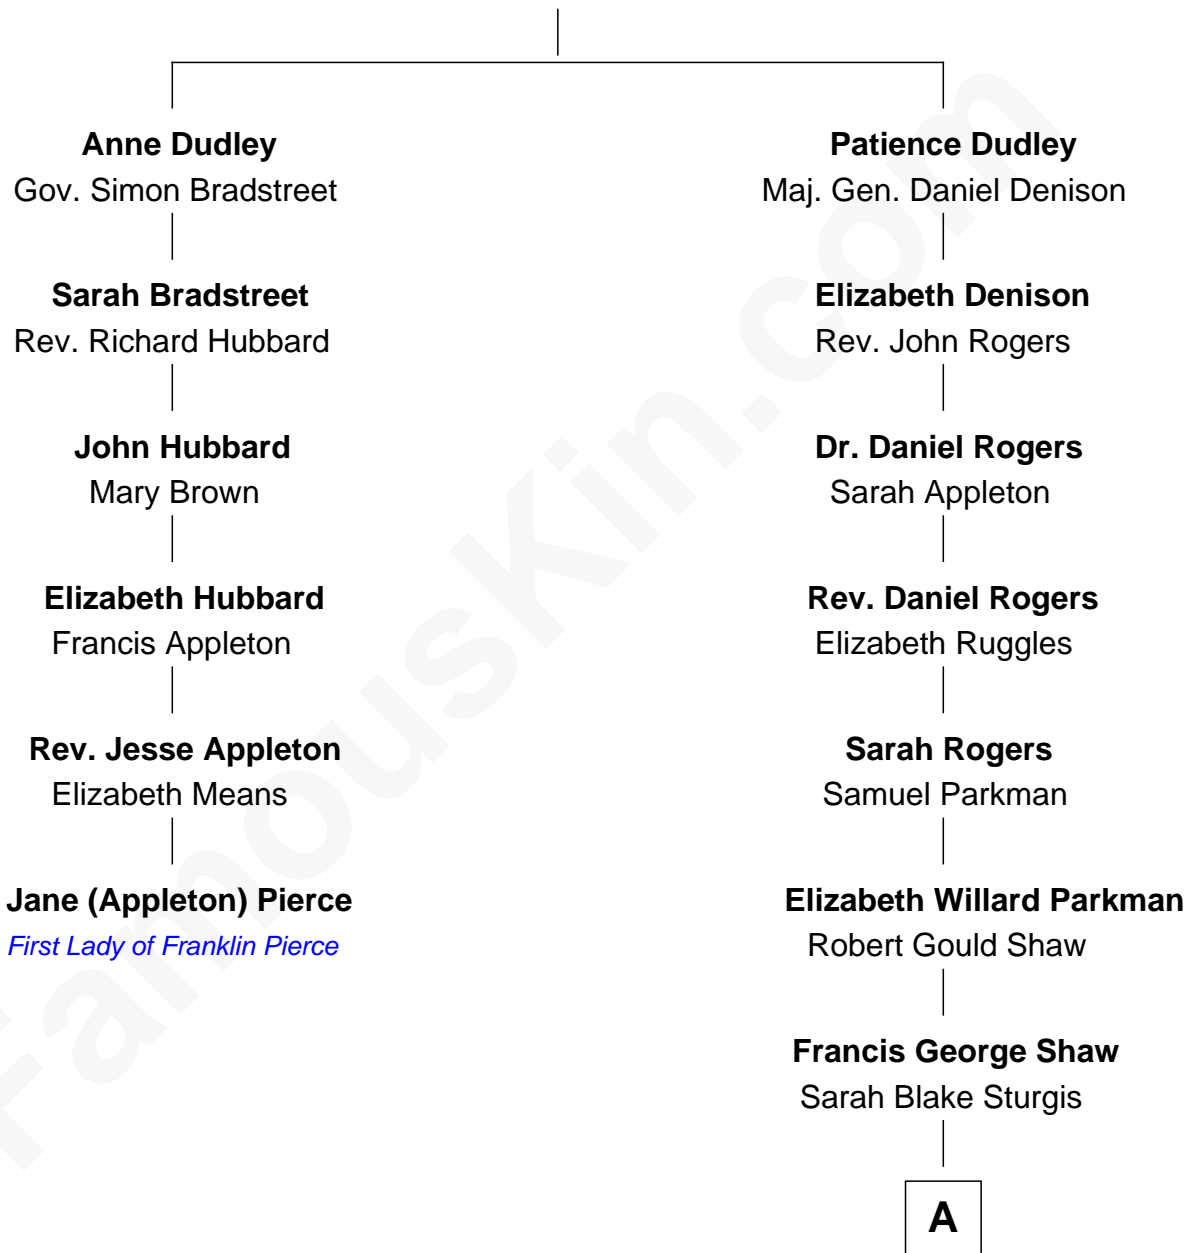 Anne Dudley
Gov. Simon Bradstreet
Sarah Bradstreet
Rev. Richard Hubbard
John Hubbard
Mary Brown
Elizabeth Hubbard
Francis Appleton
Rev. Jesse Appleton
Elizabeth Means
Jane (Appleton) Pierce
First Lady of Franklin Pierce
Patience Dudley
Maj. Gen. Daniel Denison
Elizabeth Denison
Rev. John Rogers
Dr. Daniel Rogers
Sarah Appleton
Rev. Daniel Rogers
Elizabeth Ruggles
Sarah Rogers
Samuel Parkman
Elizabeth Willard Parkman
Robert Gould Shaw
Francis George Shaw
Sarah Blake Sturgis
A
FamousKin.com